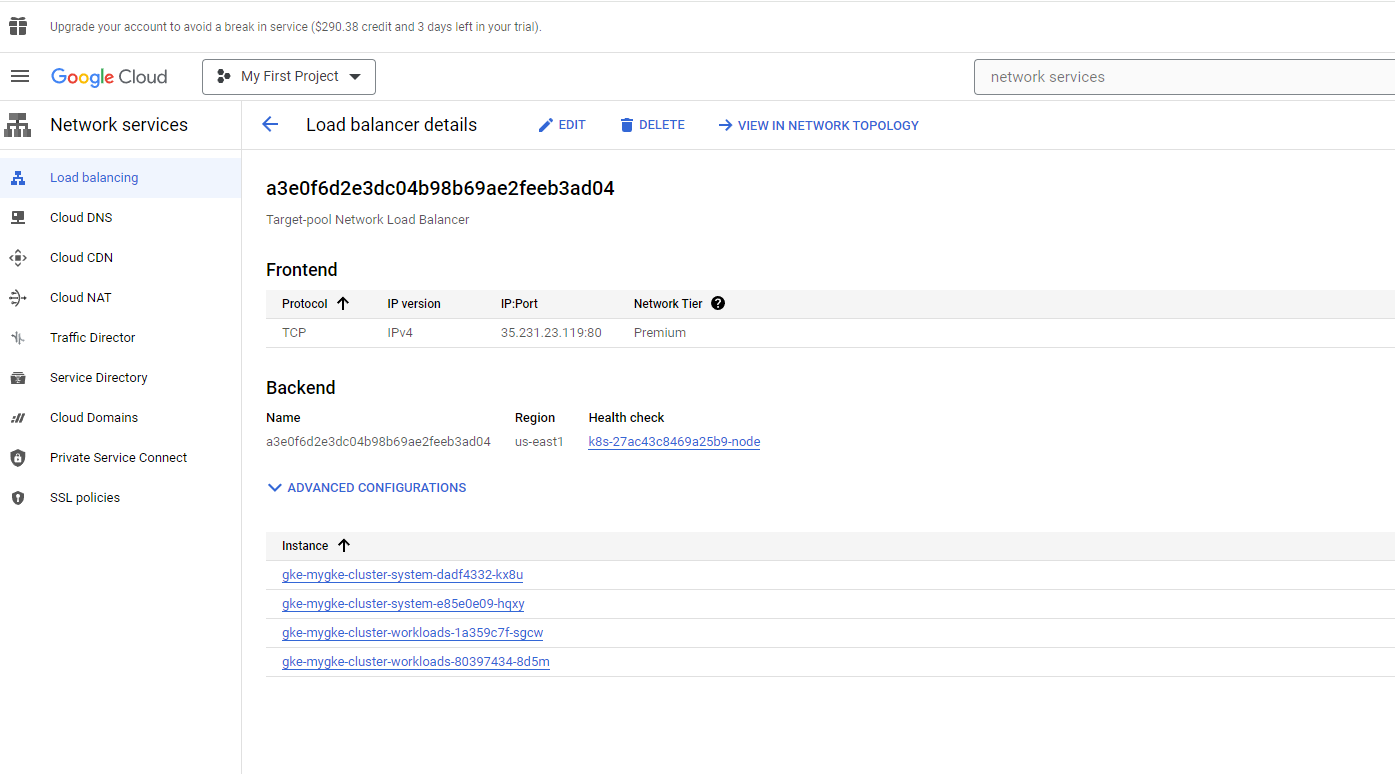 Upgrade your account to avoid a break in service ($290.38 credit and 3 days left in your trial).
Google Cloud
My First Project
network services
Network services
Load balancer details
EDIT
DELETE
VIEW IN NETWORK TOPOLOGY
Load balancing
Cloud DNS
Cloud CDN
Cloud NAT
Traffic Director
Service Directory
Cloud Domains
Private Service Connect
SSL policies
a3e0f6d2e3dc04b98b69ae2feeb3ad04
Target-pool Network Load Balancer
Frontend
Protocol IP version IP:Port Network Tier
TCP IPv4 35.231.23.119:80 Premium
Backend
Name Region Health check
a3e0f6d2e3dc04b98b69ae2feeb3ad04 us-east1 k8s-27ac43c8469a25b9-node
ADVANCED CONFIGURATIONS
Instance
gke-mygke-cluster-system-dadf4332-kx8u
gke-mygke-cluster-system-e85e0e09-hqxy
gke-mygke-cluster-workloads-1a359c7f-sgcw
gke-mygke-cluster-workloads-80397434-8d5m